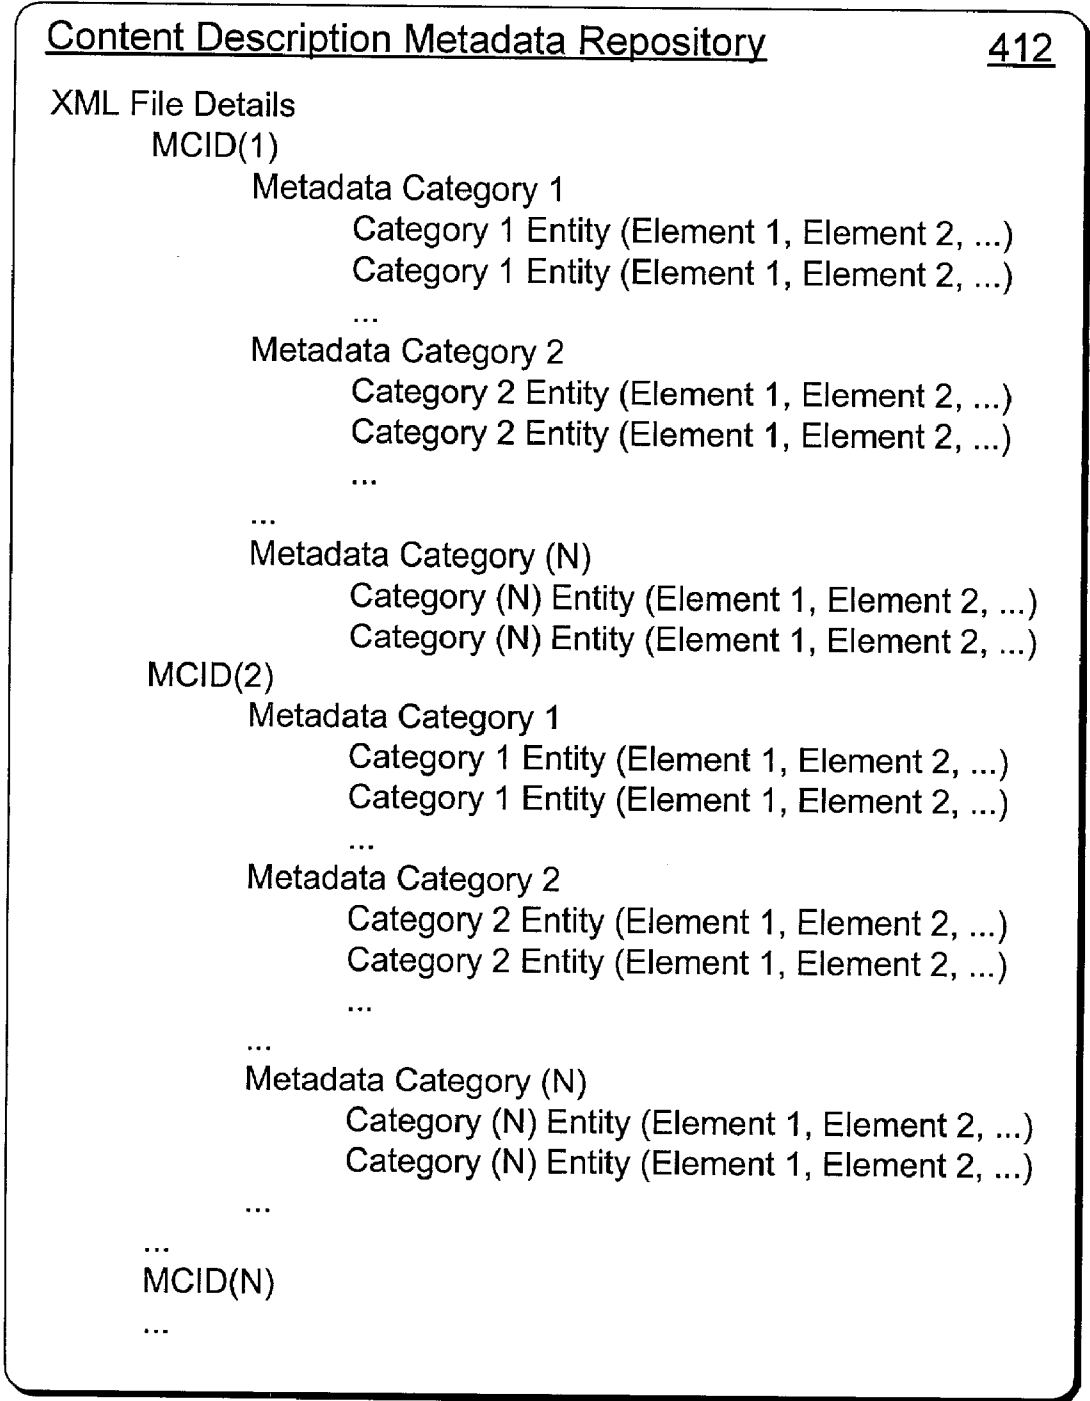 Content Description Metadata Repository 412
XML File Details
MCID(1)
Metadata Category 1
Category 1 Entity (Element 1, Element 2, ...)
Category 1 Entity (Element 1, Element 2, ...)
...
Metadata Category 2
Category 2 Entity (Element 1, Element 2, ...)
Category 2 Entity (Element 1, Element 2, ...)
...
...
Metadata Category (N)
Category (N) Entity (Element 1, Element 2, ...)
Category (N) Entity (Element 1, Element 2, ...)
MCID(2)
Metadata Category 1
Category 1 Entity (Element 1, Element 2, ...)
Category 1 Entity (Element 1, Element 2, ...)
...
Metadata Category 2
Category 2 Entity (Element 1, Element 2, ...)
Category 2 Entity (Element 1, Element 2, ...)
...
...
Metadata Category (N)
Category (N) Entity (Element 1, Element 2, ...)
Category (N) Entity (Element 1, Element 2, ...)
...
...
MCID(N)
...